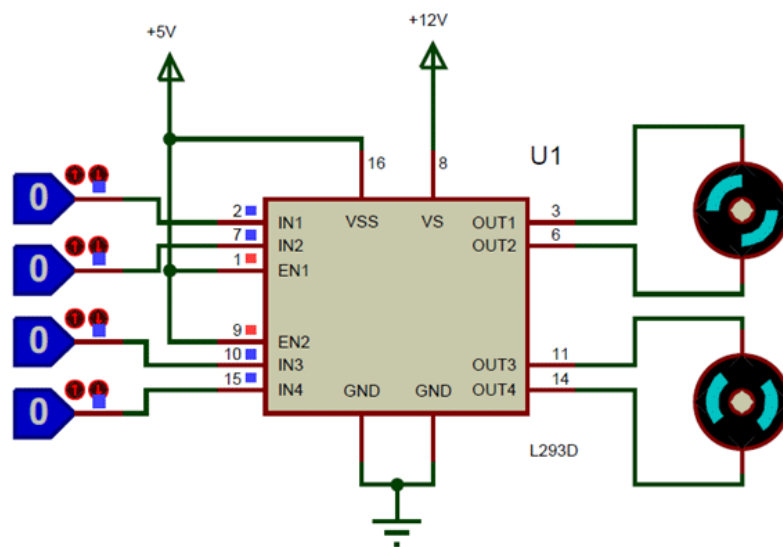 +5V
+12V
U1
16
8
0
2
IN1
VSS
VS
OUT1
3
0
7
IN2
OUT2
6
1
EN1
0
9
EN2
10
IN3
OUT3
11
0
15
IN4
GND
GND
OUT4
14
L293D